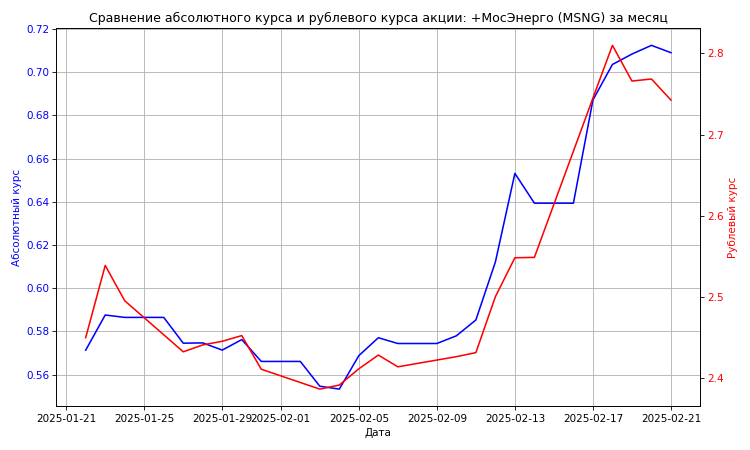 Сравнение абсолютного курса и рублевого курса акции: +МосЭнерго (MSNG) за месяц
0.72
0.70
0.68
0.66
0.64
0.62
0.60
0.58
0.56
Абсолютный курс
2.8
2.7
2.6
2.5
2.4
Рублевый курс
2025-01-21 2025-01-25 2025-01-29 2025-02-01 2025-02-05 2025-02-09 2025-02-13 2025-02-17 2025-02-21
Дата